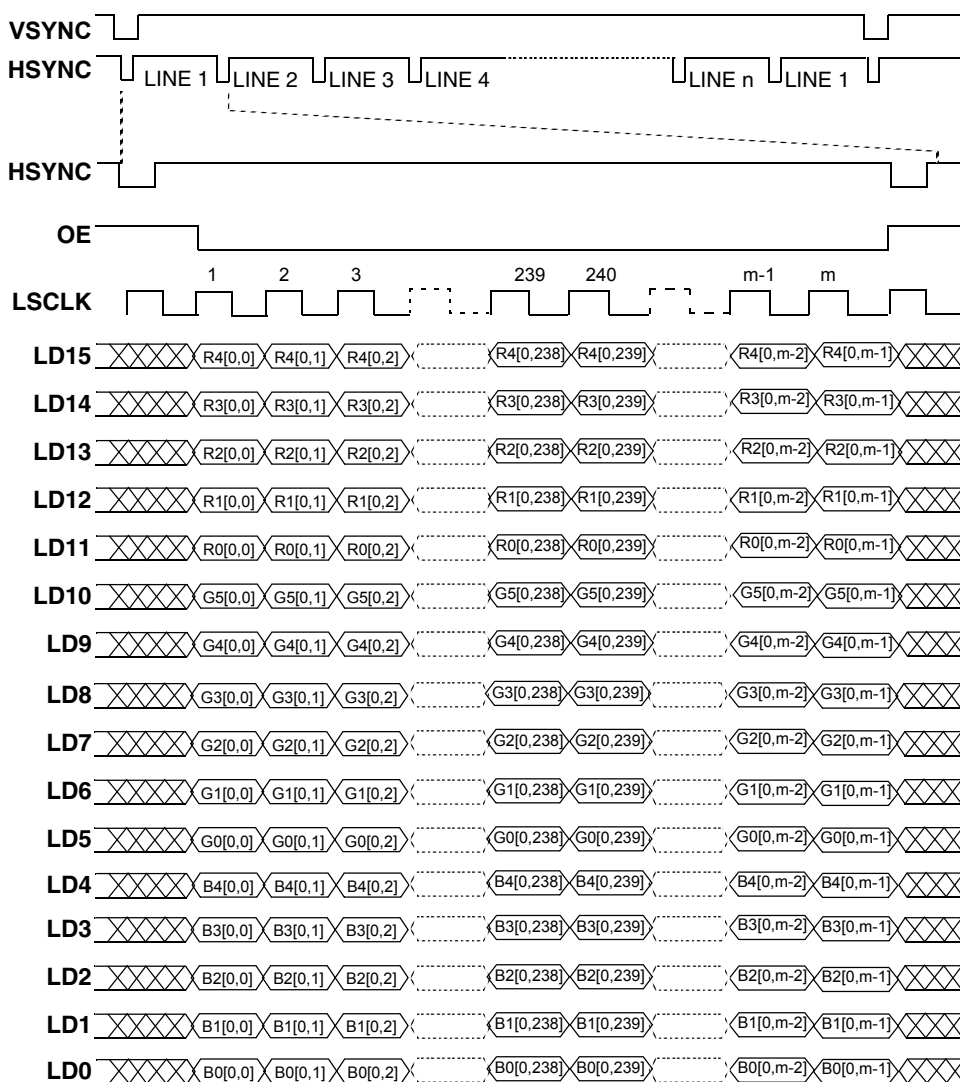 VSYNC
HSYNC LINE 1 LINE 2 LINE 3 LINE 4 LINE n LINE 1
HSYNC
OE
1 2 3 239 240 m-1 m
LSCLK
LD15 R4[0,0] R4[0,1] R4[0,2] R4[0,238] R4[0,239] R4[0,m-2] R4[0,m-1]
LD14 R3[0,0] R3[0,1] R3[0,2] R3[0,238] R3[0,239] R3[0,m-2] R3[0,m-1]
LD13 R2[0,0] R2[0,1] R2[0,2] R2[0,238] R2[0,239] R2[0,m-2] R2[0,m-1]
LD12 R1[0,0] R1[0,1] R1[0,2] R1[0,238] R1[0,239] R1[0,m-2] R1[0,m-1]
LD11 R0[0,0] R0[0,1] R0[0,2] R0[0,238] R0[0,239] R0[0,m-2] R0[0,m-1]
LD10 G5[0,0] G5[0,1] G5[0,2] G5[0,238] G5[0,239] G5[0,m-2] G5[0,m-1]
LD9 G4[0,0] G4[0,1] G4[0,2] G4[0,238] G4[0,239] G4[0,m-2] G4[0,m-1]
LD8 G3[0,0] G3[0,1] G3[0,2] G3[0,238] G3[0,239] G3[0,m-2] G3[0,m-1]
LD7 G2[0,0] G2[0,1] G2[0,2] G2[0,238] G2[0,239] G2[0,m-2] G2[0,m-1]
LD6 G1[0,0] G1[0,1] G1[0,2] G1[0,238] G1[0,239] G1[0,m-2] G1[0,m-1]
LD5 G0[0,0] G0[0,1] G0[0,2] G0[0,238] G0[0,239] G0[0,m-2] G0[0,m-1]
LD4 B4[0,0] B4[0,1] B4[0,2] B4[0,238] B4[0,239] B4[0,m-2] B4[0,m-1]
LD3 B3[0,0] B3[0,1] B3[0,2] B3[0,238] B3[0,239] B3[0,m-2] B3[0,m-1]
LD2 B2[0,0] B2[0,1] B2[0,2] B2[0,238] B2[0,239] B2[0,m-2] B2[0,m-1]
LD1 B1[0,0] B1[0,1] B1[0,2] B1[0,238] B1[0,239] B1[0,m-2] B1[0,m-1]
LD0 B0[0,0] B0[0,1] B0[0,2] B0[0,238] B0[0,239] B0[0,m-2] B0[0,m-1]